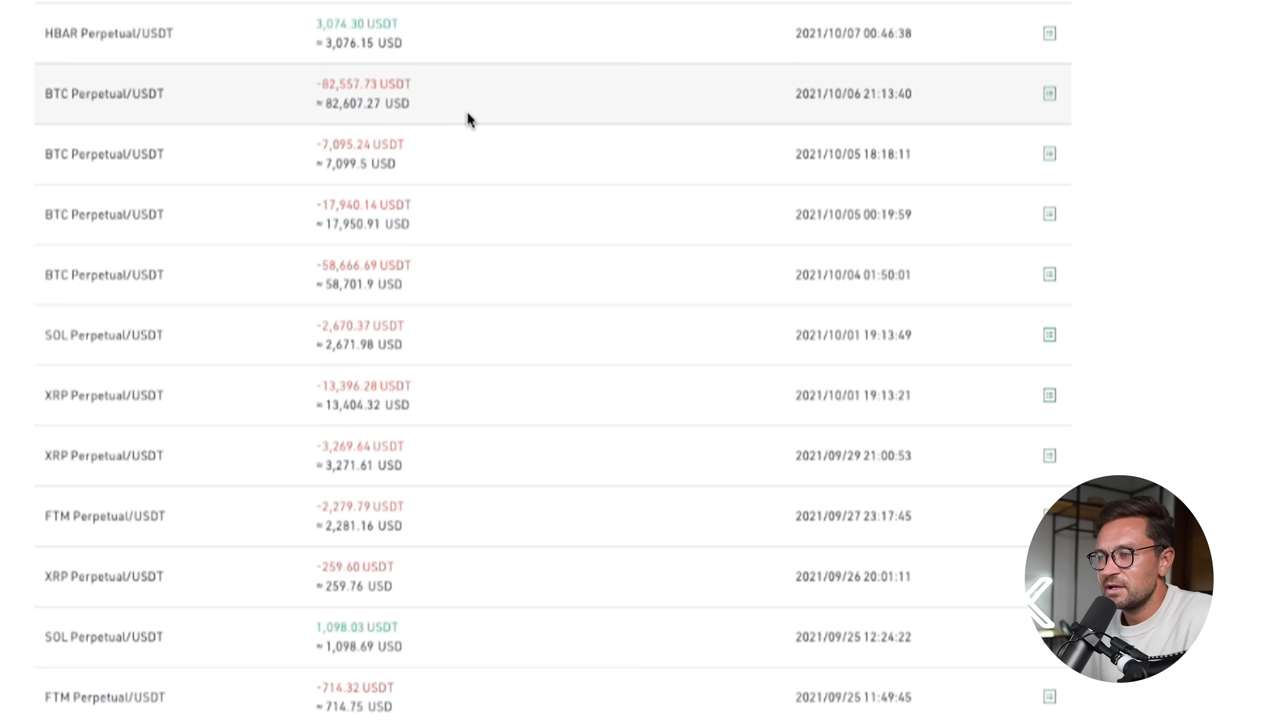 HBAR Perpetual/USDT 3,074.30 USDT 2021/10/07 00:46:38
≈ 3,076.15 USD
BTC Perpetual/USDT -82,557.73 USDT 2021/10/06 21:13:40
≈ 82,607.27 USD
BTC Perpetual/USDT -7,095.24 USDT 2021/10/05 18:18:11
≈ 7,099.5 USD
BTC Perpetual/USDT -17,940.14 USDT 2021/10/05 00:19:59
≈ 17,950.91 USD
BTC Perpetual/USDT -58,666.69 USDT 2021/10/04 01:50:01
≈ 58,701.9 USD
SOL Perpetual/USDT -2,670.37 USDT 2021/10/01 19:13:49
≈ 2,671.98 USD
XRP Perpetual/USDT -13,396.28 USDT 2021/10/01 19:13:21
≈ 13,404.32 USD
XRP Perpetual/USDT -3,269.64 USDT 2021/09/29 21:00:53
≈ 3,271.61 USD
FTM Perpetual/USDT -2,279.79 USDT 2021/09/27 23:17:45
≈ 2,281.16 USD
XRP Perpetual/USDT -259.60 USDT 2021/09/26 20:01:11
≈ 259.76 USD
SOL Perpetual/USDT 1,098.03 USDT 2021/09/25 12:24:22
≈ 1,098.69 USD
FTM Perpetual/USDT -714.32 USDT 2021/09/25 11:49:45
≈ 714.75 USD